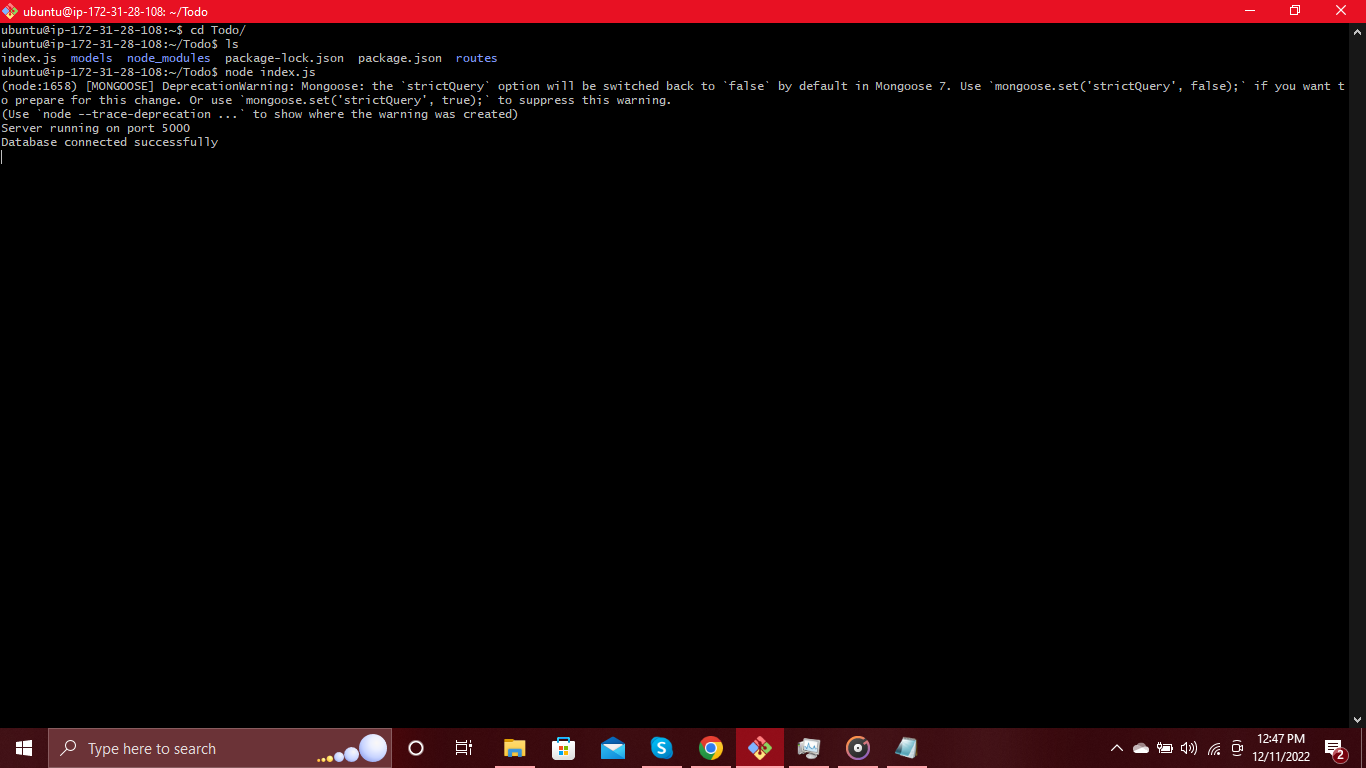 ubuntu@ip-172-31-28-108: ~/Todo
ubuntu@ip-172-31-28-108:~$ cd Todo/
ubuntu@ip-172-31-28-108:~/Todo$ ls
index.js  models  node_modules  package-lock.json  package.json  routes
ubuntu@ip-172-31-28-108:~/Todo$ node index.js
(node:1658) [MONGOOSE] DeprecationWarning: Mongoose: the `strictQuery` option will be switched back to `false` by default in Mongoose 7. Use `mongoose.set('strictQuery', false);` if you want t
o prepare for this change. Or use `mongoose.set('strictQuery', true);` to suppress this warning.
(Use `node --trace-deprecation ...` to show where the warning was created)
Server running on port 5000
Database connected successfully
Type here to search
S
12:47 PM
12/11/2022
2